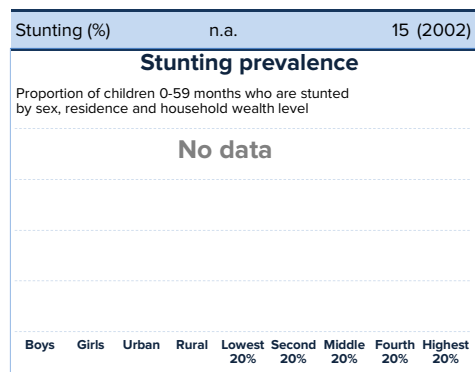 Stunting (%) n.a. 15 (2002)
Stunting prevalence
Proportion of children 0-59 months who are stunted
by sex, residence and household wealth level
No data
Boys Girls Urban Rural Lowest Second Middle Fourth Highest
20% 20% 20% 20% 20%